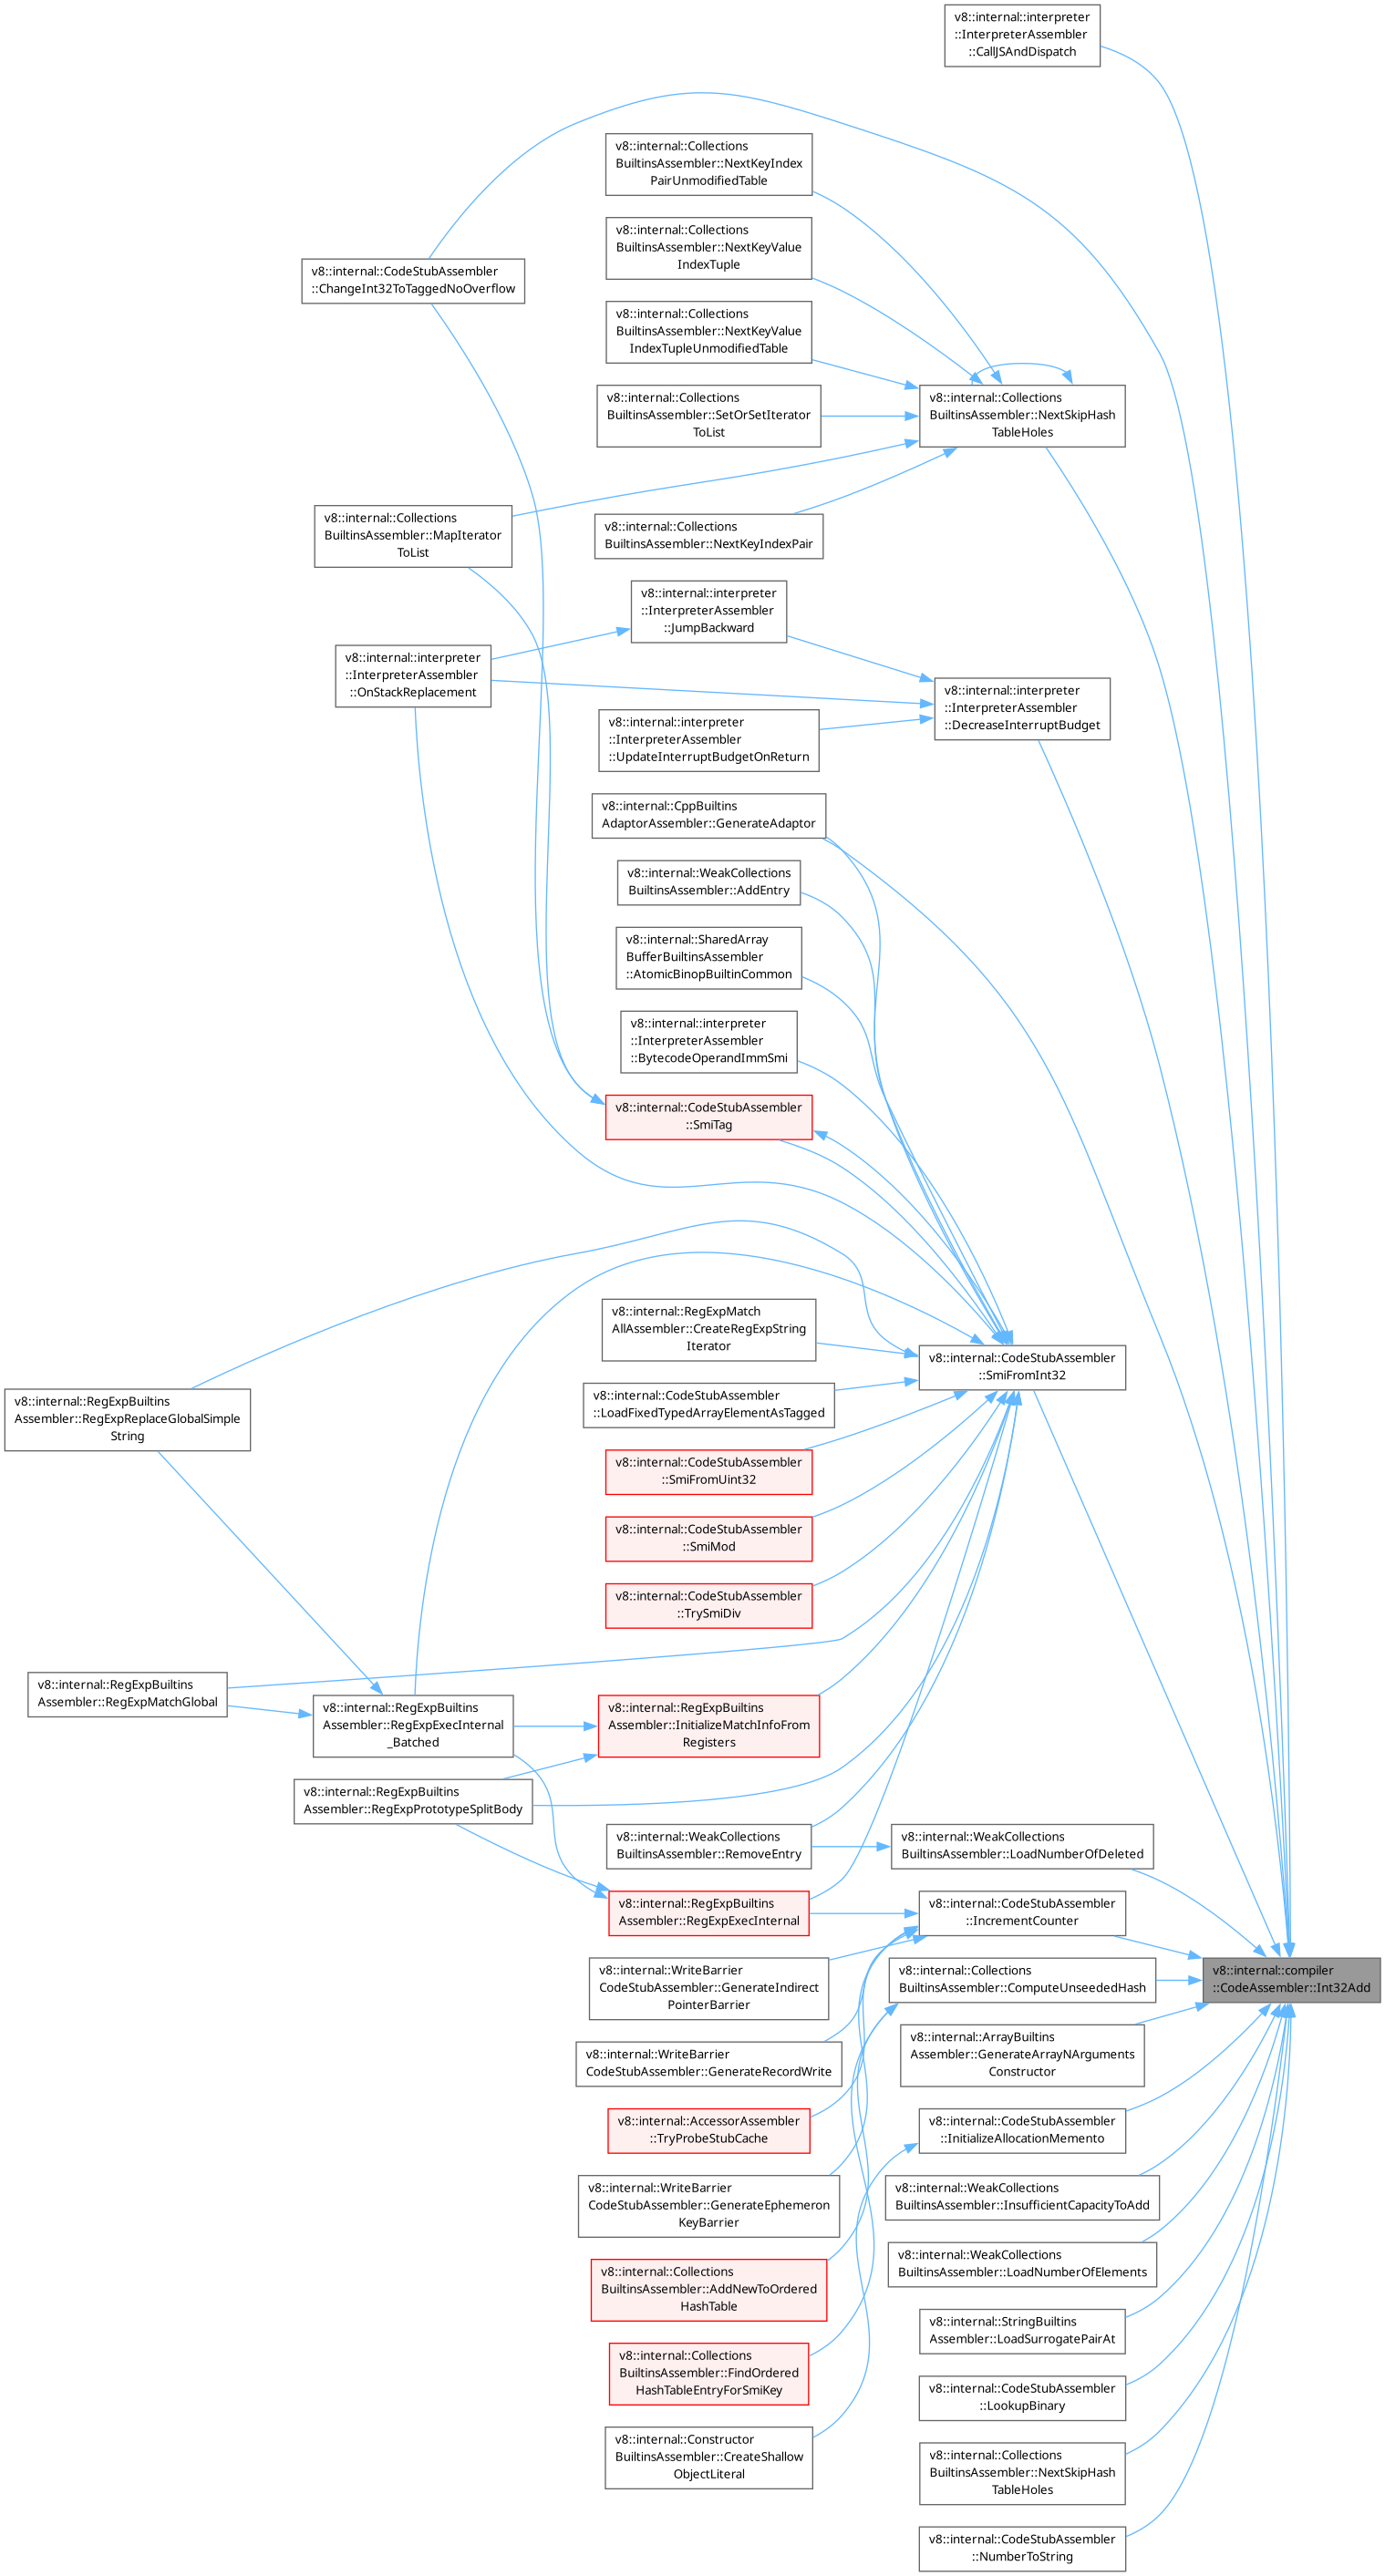 v8::internal::interpreter
::InterpreterAssembler
::CallJSAndDispatch
v8::internal::Collections
BuiltinsAssembler::NextKeyIndex
PairUnmodifiedTable
v8::internal::Collections
BuiltinsAssembler::NextKeyValue
IndexTuple
v8::internal::CodeStubAssembler
::ChangeInt32ToTaggedNoOverflow
v8::internal::Collections
BuiltinsAssembler::NextKeyValue
IndexTupleUnmodifiedTable
v8::internal::Collections
BuiltinsAssembler::SetOrSetIterator
ToList
v8::internal::Collections
BuiltinsAssembler::NextSkipHash
TableHoles
v8::internal::Collections
BuiltinsAssembler::MapIterator
ToList
v8::internal::Collections
BuiltinsAssembler::NextKeyIndexPair
v8::internal::interpreter
::InterpreterAssembler
::JumpBackward
v8::internal::interpreter
::InterpreterAssembler
::OnStackReplacement
v8::internal::interpreter
::InterpreterAssembler
::DecreaseInterruptBudget
v8::internal::interpreter
::InterpreterAssembler
::UpdateInterruptBudgetOnReturn
v8::internal::CppBuiltins
AdaptorAssembler::GenerateAdaptor
v8::internal::WeakCollections
BuiltinsAssembler::AddEntry
v8::internal::SharedArray
BufferBuiltinsAssembler
::AtomicBinopBuiltinCommon
v8::internal::interpreter
::InterpreterAssembler
::BytecodeOperandImmSmi
v8::internal::CodeStubAssembler
::SmiTag
v8::internal::RegExpMatch
AllAssembler::CreateRegExpString
Iterator
v8::internal::CodeStubAssembler
::SmiFromInt32
v8::internal::RegExpBuiltins
Assembler::RegExpReplaceGlobalSimple
String
v8::internal::CodeStubAssembler
::LoadFixedTypedArrayElementAsTagged
v8::internal::CodeStubAssembler
::SmiFromUint32
v8::internal::CodeStubAssembler
::SmiMod
v8::internal::CodeStubAssembler
::TrySmiDiv
v8::internal::RegExpBuiltins
Assembler::RegExpMatchGlobal
v8::internal::RegExpBuiltins
Assembler::RegExpExecInternal
_Batched
v8::internal::RegExpBuiltins
Assembler::InitializeMatchInfoFrom
Registers
v8::internal::RegExpBuiltins
Assembler::RegExpPrototypeSplitBody
v8::internal::WeakCollections
BuiltinsAssembler::RemoveEntry
v8::internal::WeakCollections
BuiltinsAssembler::LoadNumberOfDeleted
v8::internal::RegExpBuiltins
Assembler::RegExpExecInternal
v8::internal::CodeStubAssembler
::IncrementCounter
v8::internal::WriteBarrier
CodeStubAssembler::GenerateIndirect
PointerBarrier
v8::internal::Collections
BuiltinsAssembler::ComputeUnseededHash
v8::internal::compiler
::CodeAssembler::Int32Add
v8::internal::WriteBarrier
CodeStubAssembler::GenerateRecordWrite
v8::internal::ArrayBuiltins
Assembler::GenerateArrayNArguments
Constructor
v8::internal::AccessorAssembler
::TryProbeStubCache
v8::internal::CodeStubAssembler
::InitializeAllocationMemento
v8::internal::WriteBarrier
CodeStubAssembler::GenerateEphemeron
KeyBarrier
v8::internal::WeakCollections
BuiltinsAssembler::InsufficientCapacityToAdd
v8::internal::Collections
BuiltinsAssembler::AddNewToOrdered
HashTable
v8::internal::WeakCollections
BuiltinsAssembler::LoadNumberOfElements
v8::internal::StringBuiltins
Assembler::LoadSurrogatePairAt
v8::internal::Collections
BuiltinsAssembler::FindOrdered
HashTableEntryForSmiKey
v8::internal::CodeStubAssembler
::LookupBinary
v8::internal::Constructor
BuiltinsAssembler::CreateShallow
ObjectLiteral
v8::internal::Collections
BuiltinsAssembler::NextSkipHash
TableHoles
v8::internal::CodeStubAssembler
::NumberToString